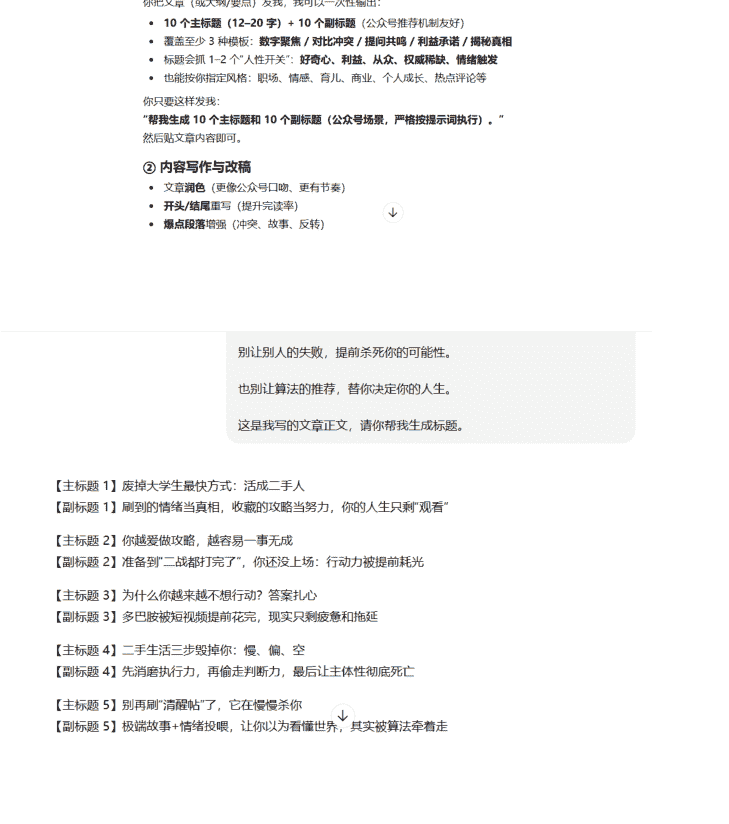 你把文章（或大纲/要点）发我，我可以一次性输出：
10 个主标题（12–20 字）+ 10 个副标题（公众号推荐机制友好）
覆盖至少 3 种模板：数字聚焦 / 对比冲突 / 提问共鸣 / 利益承诺 / 揭秘真相
标题会抓 1–2 个“人性开关”：好奇心、利益、从众、权威稀缺、情绪触发
也能按你指定风格：职场、情感、育儿、商业、个人成长、热点评论等
你只要这样发我：
“帮我生成 10 个主标题和 10 个副标题（公众号场景，严格按提示词执行）。”
然后贴文章内容即可。
② 内容写作与改稿
文章润色（更像公众号口吻、更有节奏）
开头/结尾重写（提升完读率）
爆点段落增强（冲突、故事、反转）
别让别人的失败，提前杀死你的可能性。
也别让算法的推荐，替你决定你的人生。
这是我写的文章正文，请你帮我生成标题。
【主标题 1】废掉大学生最快方式：活成二手人
【副标题 1】刷到的情绪当真相，收藏的攻略当努力，你的人生只剩“观看”
【主标题 2】你越爱做攻略，越容易一事无成
【副标题 2】准备到“二战都打完了”，你还没上场：行动力被提前耗光
【主标题 3】为什么你越来越不想行动？答案扎心
【副标题 3】多巴胺被短视频提前花完，现实只剩疲惫和拖延
【主标题 4】二手生活三步毁掉你：慢、偏、空
【副标题 4】先消磨执行力，再偷走判断力，最后让主体性彻底死亡
【主标题 5】别再刷“清醒帖”了，它在慢慢杀你
【副标题 5】极端故事+情绪投喂，让你以为看懂世界，其实被算法牵着走